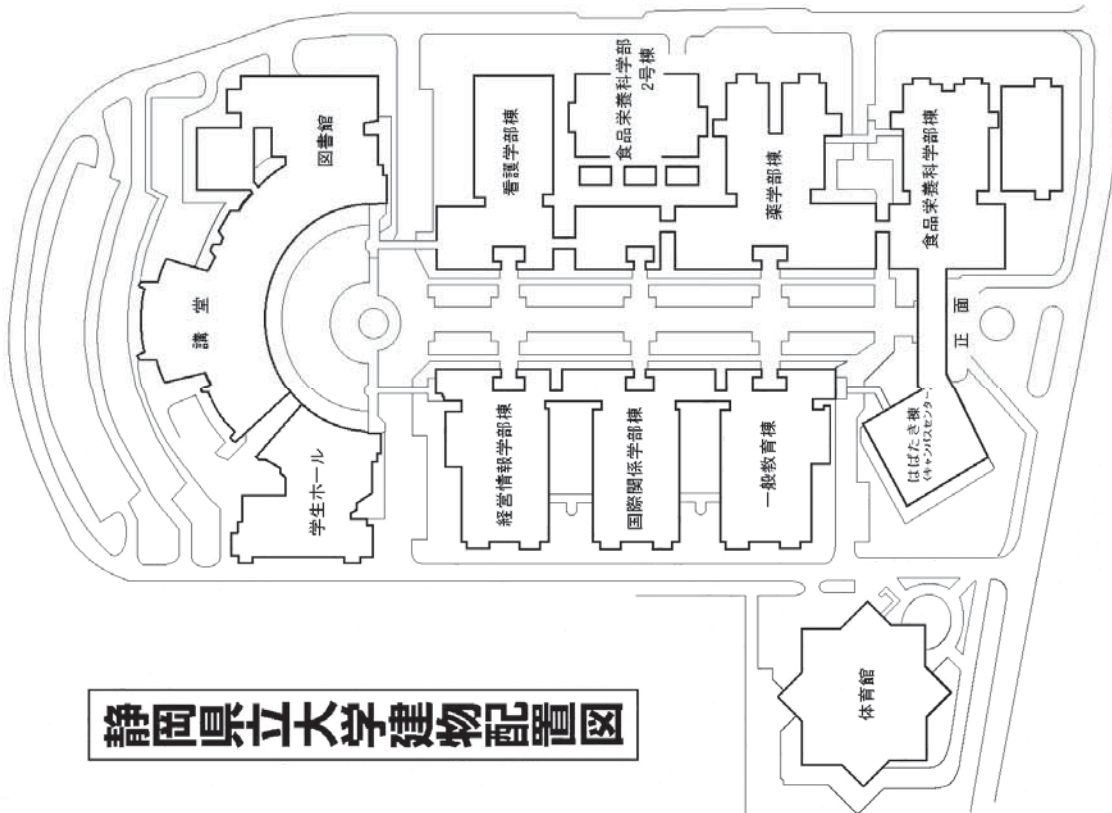 静岡県立大学建物配置図
図書館
講堂
学生ホール
看護学部棟
食品栄養科学部
2号棟
薬学部棟
食品栄養科学部棟
経営情報学部棟
国際関係学部棟
一般教育棟
はばたき棟
(キャンパスセンター)
正面
体育館